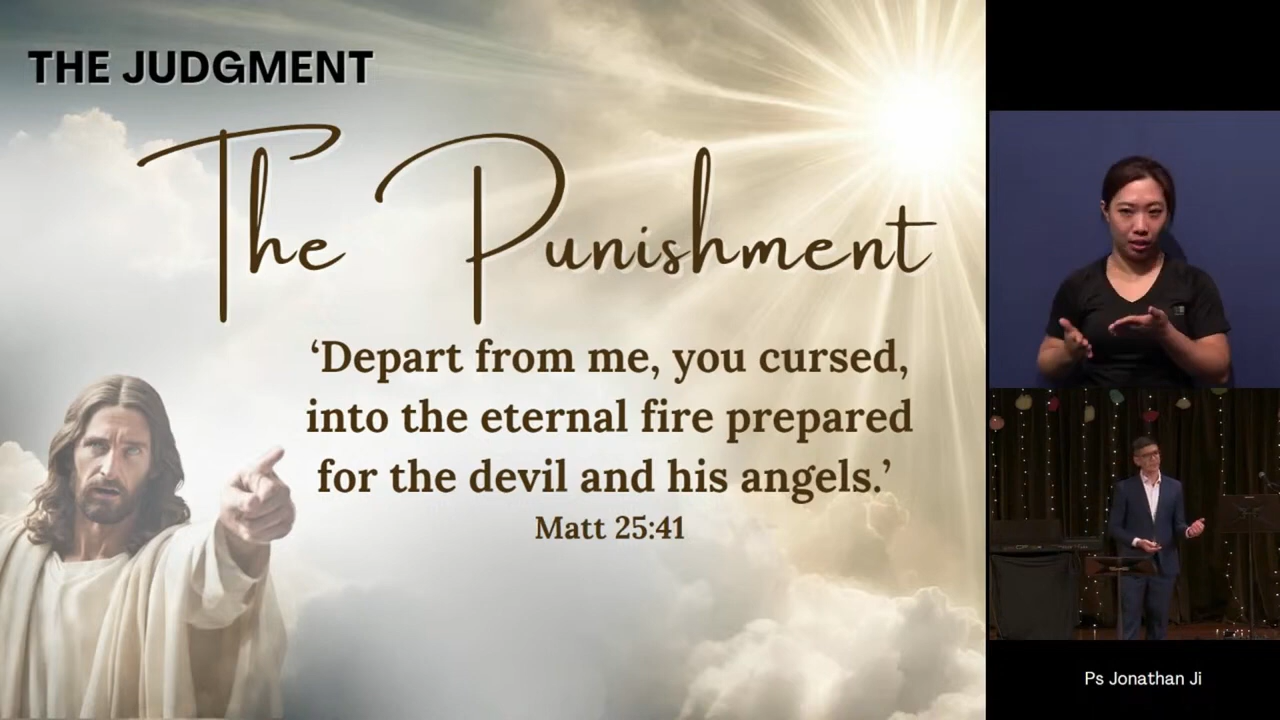 THE JUDGMENT
The Punishment
‘Depart from me, you cursed,
into the eternal fire prepared
for the devil and his angels.’
Matt 25:41
Ps Jonathan Ji